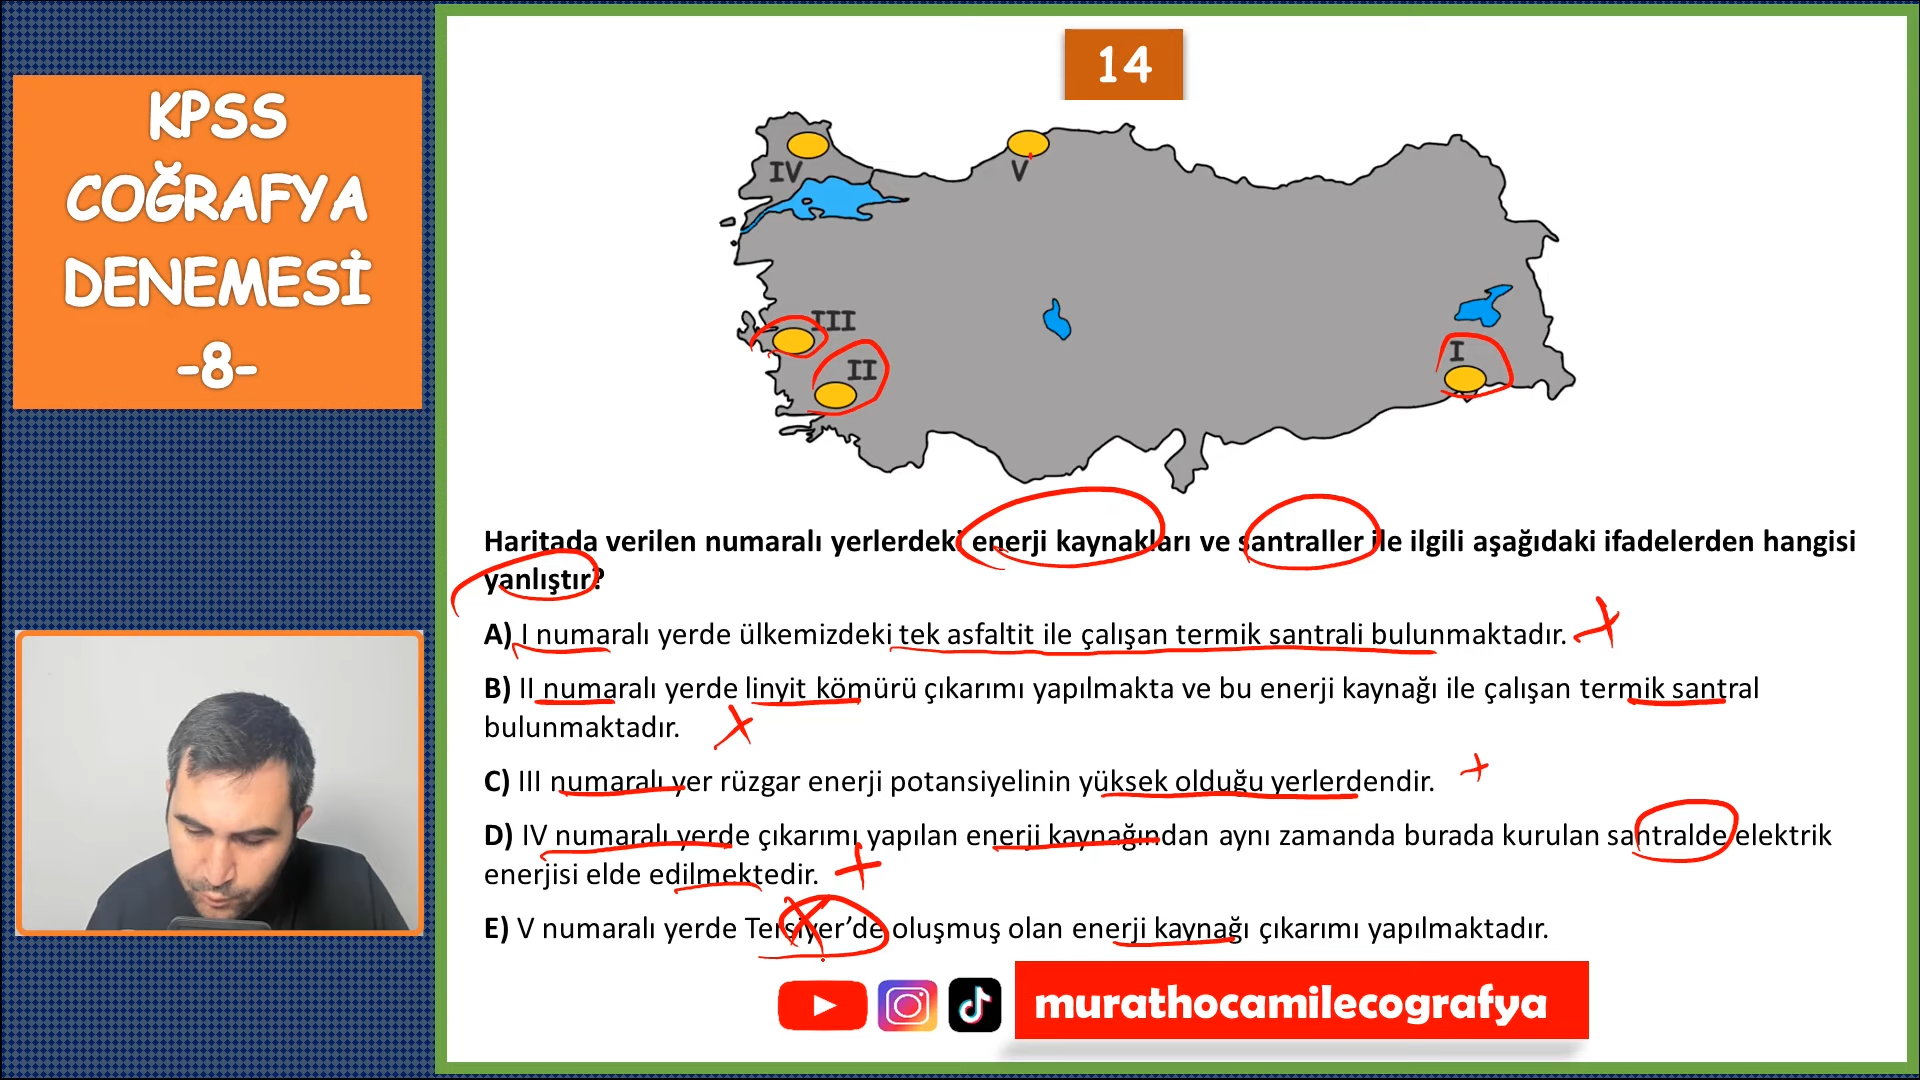 KPSS
COĞRAFYA
DENEMESİ
-8-
14
IV
V
III
II
I
Haritada verilen numaralı yerlerdeki enerji kaynakları ve santraller ile ilgili aşağıdaki ifadelerden hangisi
yanlıştır?
A) I numaralı yerde ülkemizdeki tek asfaltit ile çalışan termik santrali bulunmaktadır.
B) II numaralı yerde linyit kömürü çıkarımı yapılmakta ve bu enerji kaynağı ile çalışan termik santral
bulunmaktadır.
C) III numaralı yer rüzgar enerji potansiyelinin yüksek olduğu yerlerdendir.
D) IV numaralı yerde çıkarımı yapılan enerji kaynağından aynı zamanda burada kurulan santralde elektrik
enerjisi elde edilmektedir.
E) V numaralı yerde Tersiyer’de oluşmuş olan enerji kaynağı çıkarımı yapılmaktadır.
murathocamilecografya